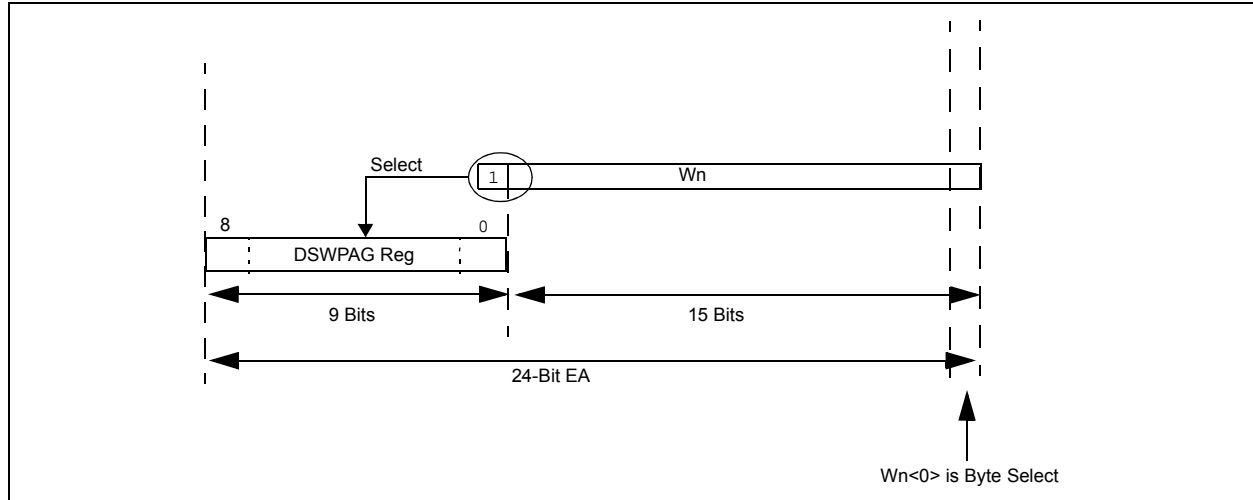 Select
1
Wn
8
0
DSWPAG Reg
9 Bits
15 Bits
24-Bit EA
Wn<0> is Byte Select